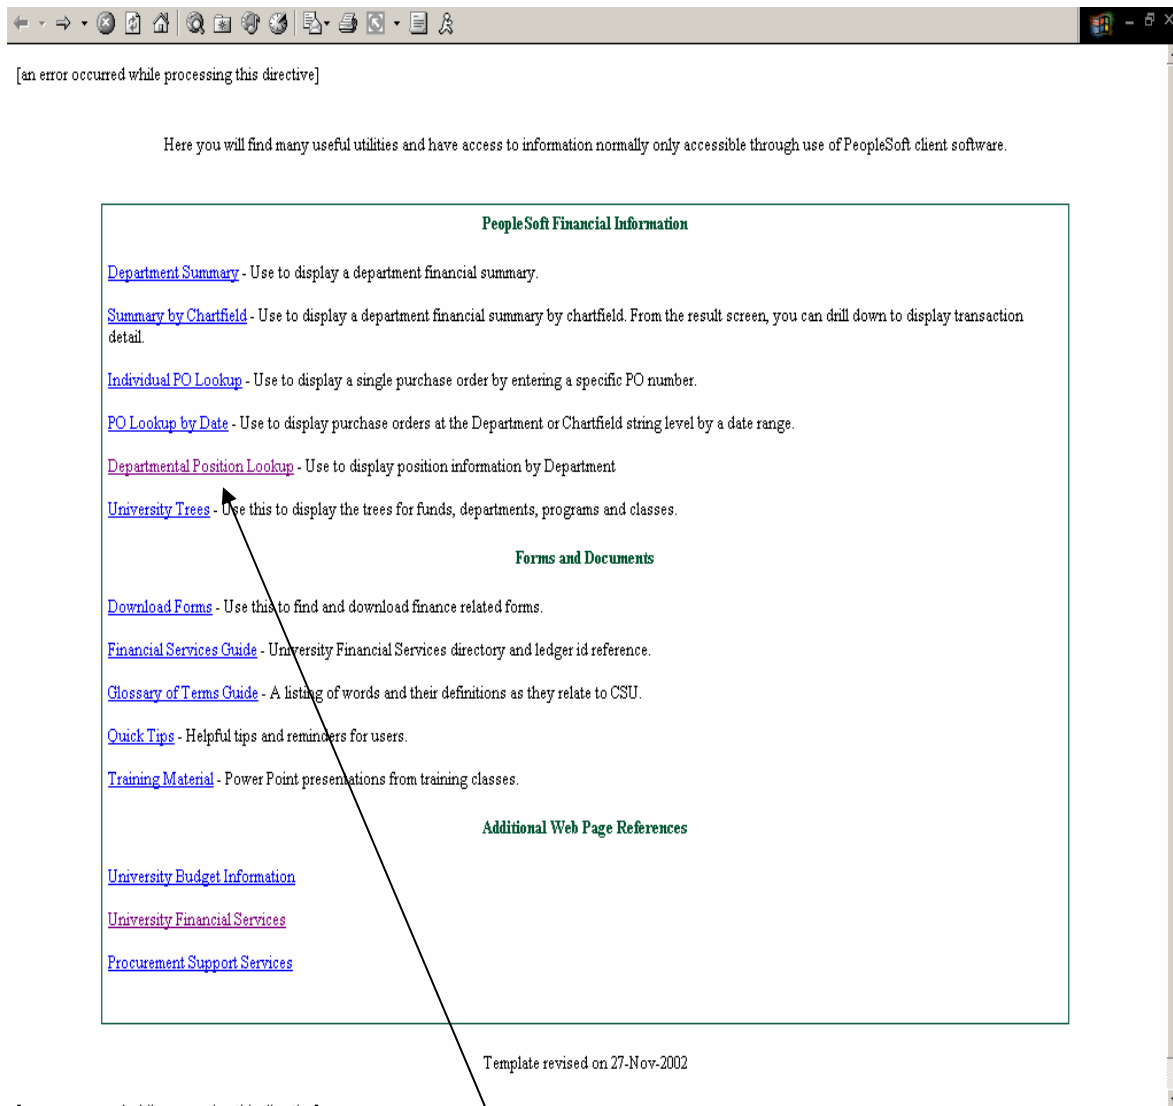 [an error occurred while processing this directive]
Here you will find many useful utilities and have access to information normally only accessible through use of PeopleSoft client software.
PeopleSoft Financial Information
Department Summary - Use to display a department financial summary.
Summary by Chartfield - Use to display a department financial summary by chartfield. From the result screen, you can drill down to display transaction
detail.
Individual PO Lookup - Use to display a single purchase order by entering a specific PO number.
PO Lookup by Date - Use to display purchase orders at the Department or Chartfield string level by a date range.
Departmental Position Lookup - Use to display position information by Department
University Trees - Use this to display the trees for funds, departments, programs and classes.
Forms and Documents
Download Forms - Use this to find and download finance related forms.
Financial Services Guide - University Financial Services directory and ledger id reference.
Glossary of Terms Guide - A listing of words and their definitions as they relate to CSU.
Quick Tips - Helpful tips and reminders for users.
Training Material - Power Point presentations from training classes.
Additional Web Page References
University Budget Information
University Financial Services
Procurement Support Services
Template revised on 27-Nov-2002